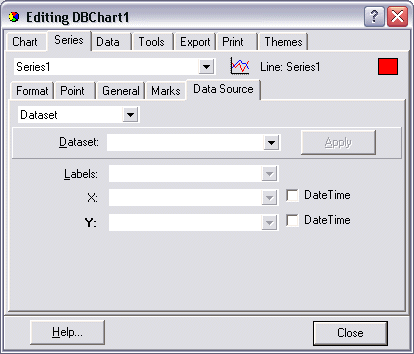 Editing DBChart1
Chart Series Data Tools Export Print Themes
Series1 Line: Series1
Format Point General Marks Data Source
Dataset
Dataset: Apply
Labels:
X: DateTime
Y: DateTime
Help... Close